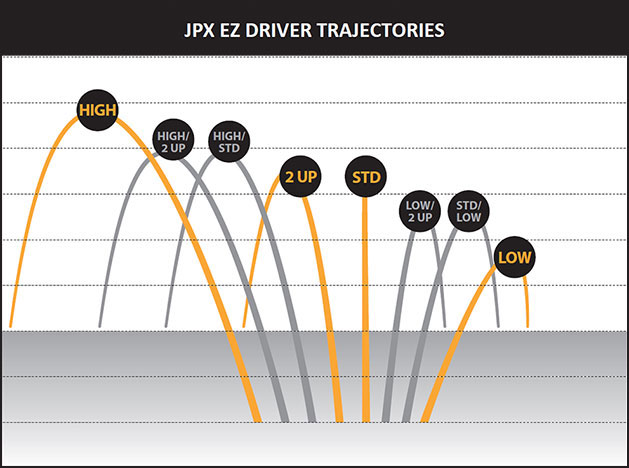 JPX EZ DRIVER TRAJECTORIES
HIGH
HIGH/
2 UP
HIGH/
STD
2 UP
STD
LOW/
2 UP
STD/
LOW
LOW